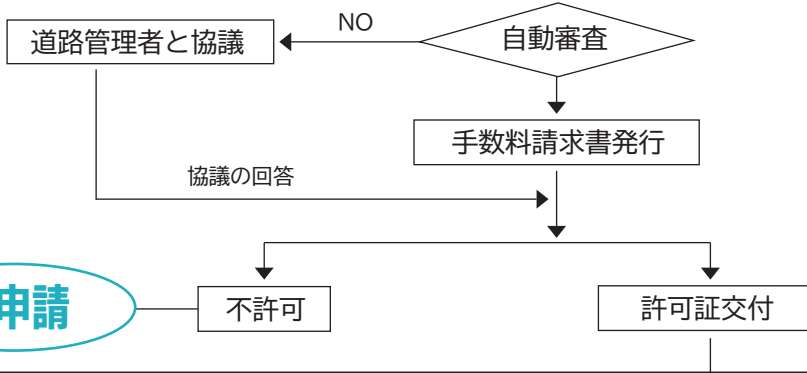 道路管理者と協議
NO
自動審査
手数料請求書発行
協議の回答
申請
不許可
許可証交付